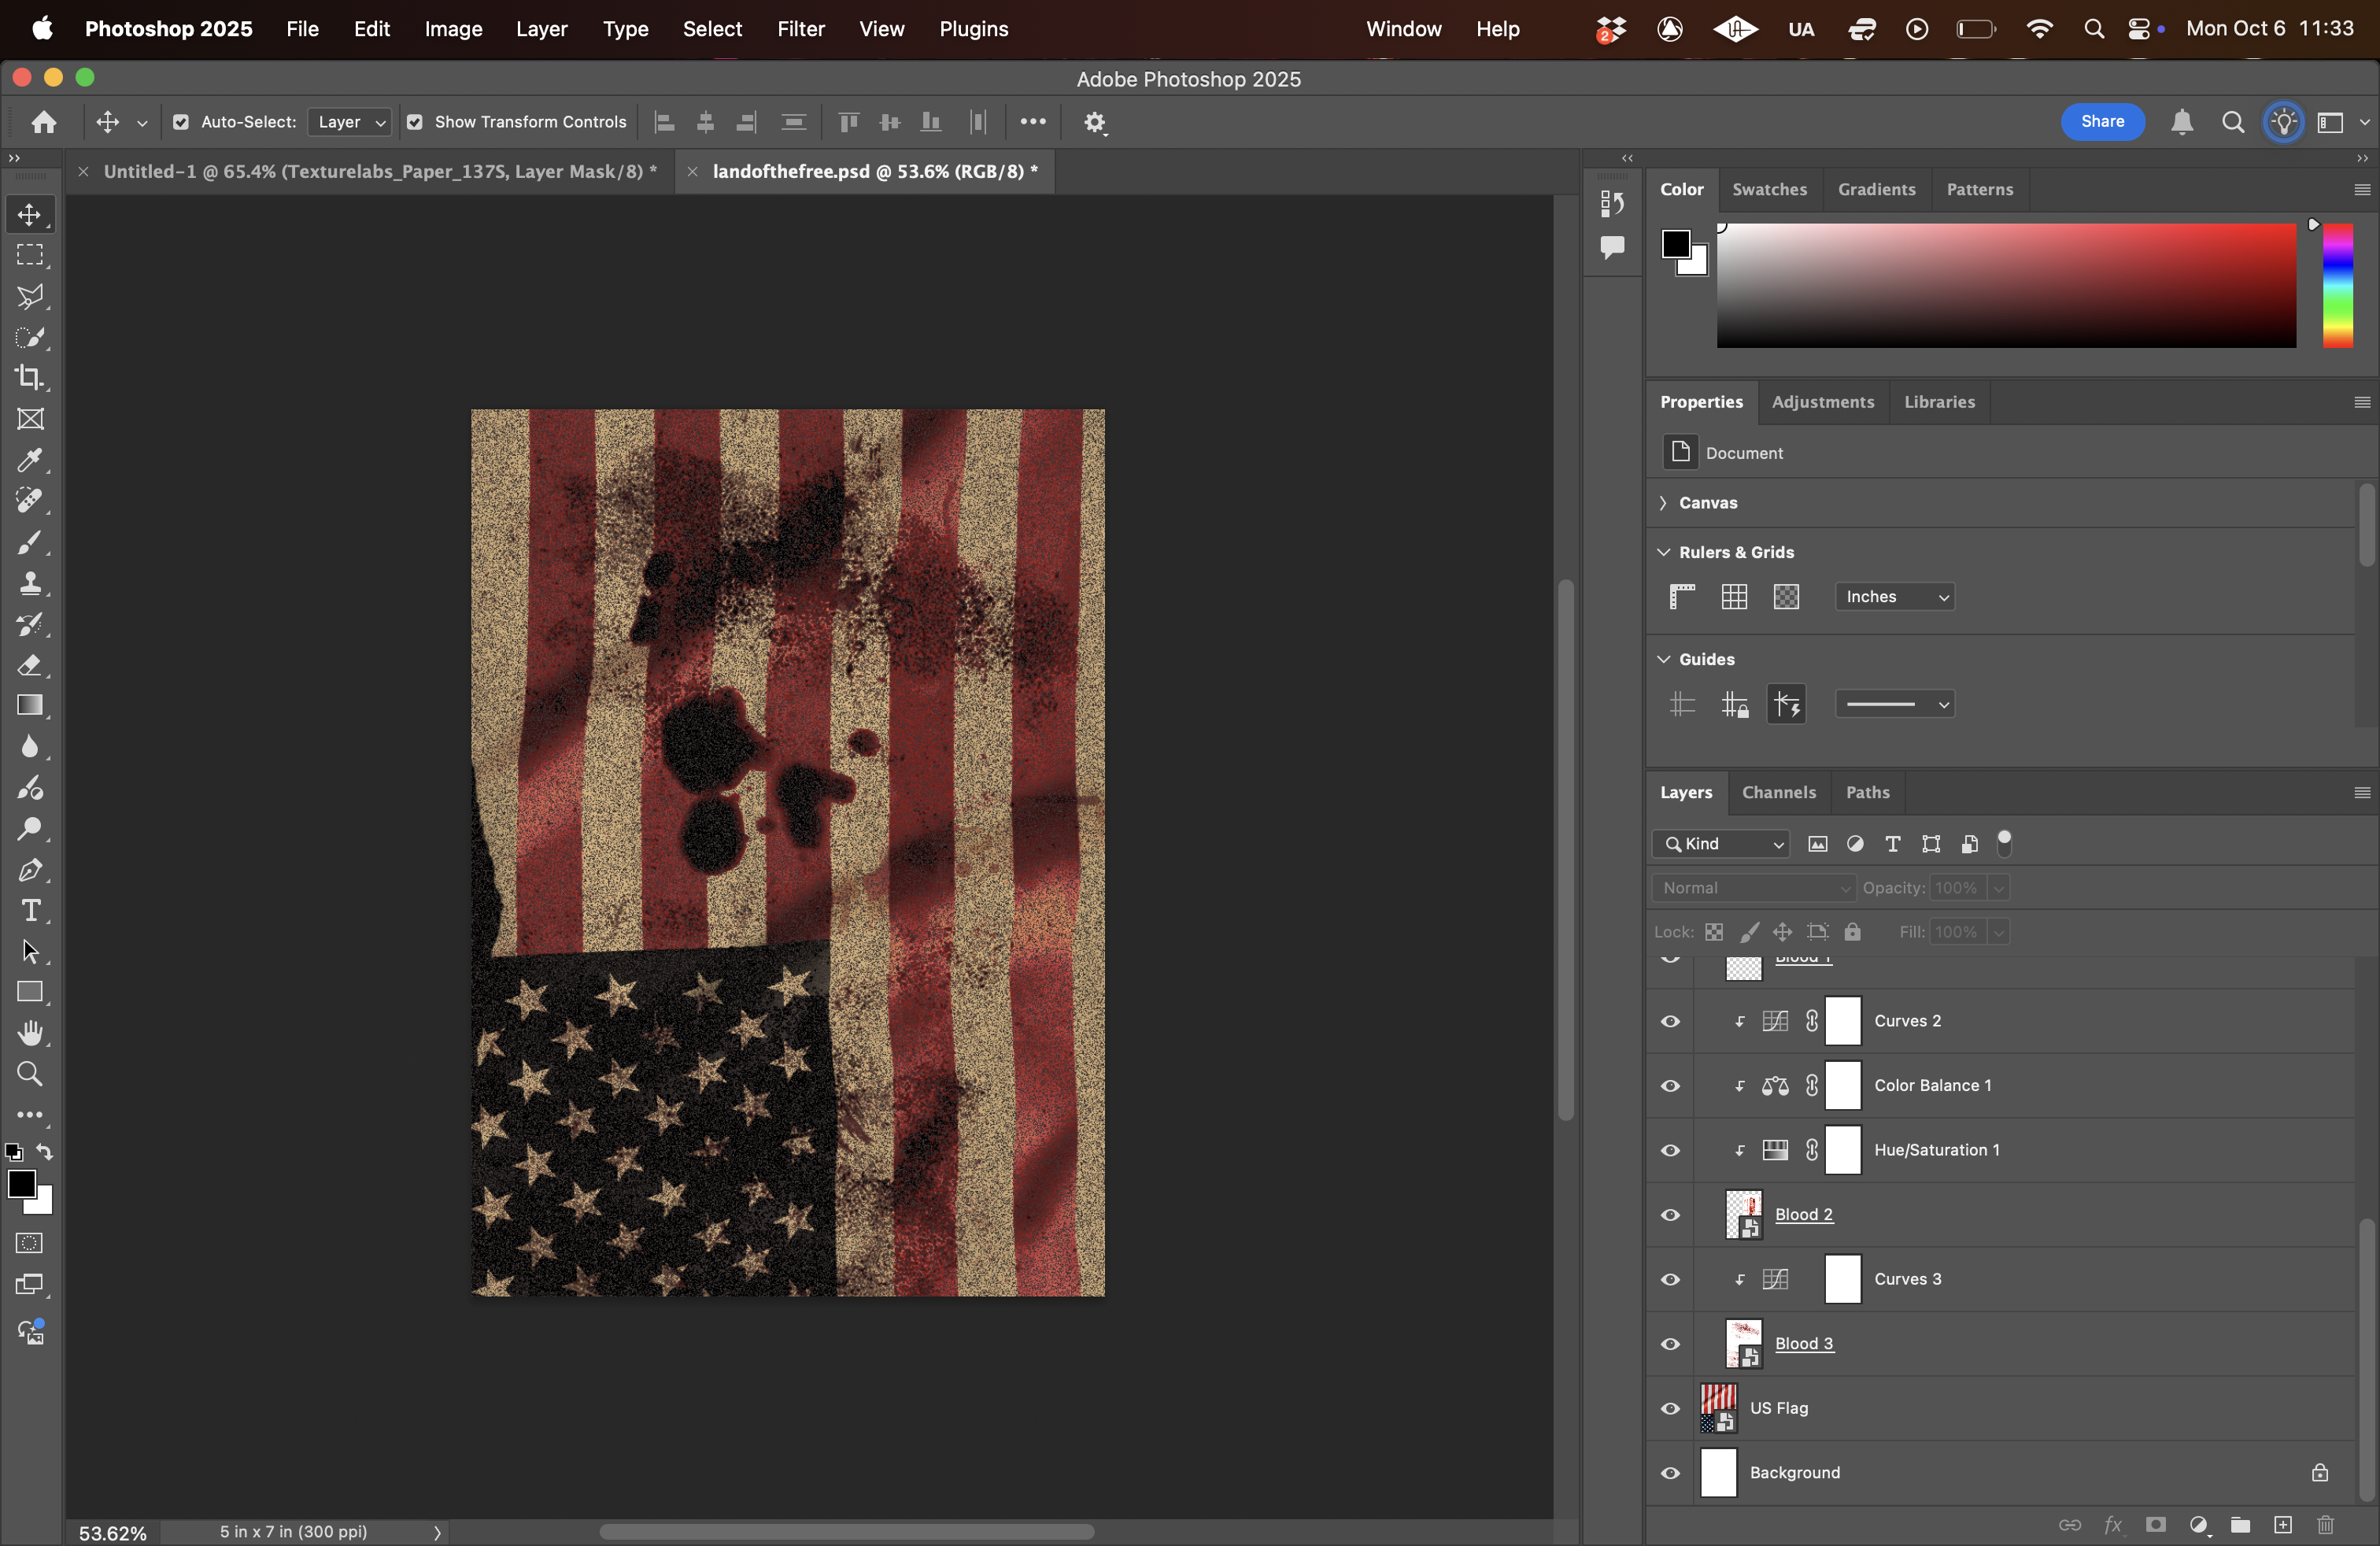 Photoshop 2025 File Edit Image Layer Type Select Filter View Plugins Window Help 2 UA Mon Oct 6 11:33
Adobe Photoshop 2025
Auto-Select: Layer Show Transform Controls Share
Untitled-1 @ 65.4% (Texturelabs_Paper_137S, Layer Mask/8) * landofthefree.psd @ 53.6% (RGB/8) *
Color Swatches Gradients Patterns
Properties Adjustments Libraries
Document
Canvas
Rulers & Grids
Inches
Guides
Layers Channels Paths
Kind
Normal Opacity: 100%
Lock: Fill: 100%
Blood 1
Curves 2
Color Balance 1
Hue/Saturation 1
Blood 2
Curves 3
Blood 3
US Flag
Background
53.62% 5 in x 7 in (300 ppi)